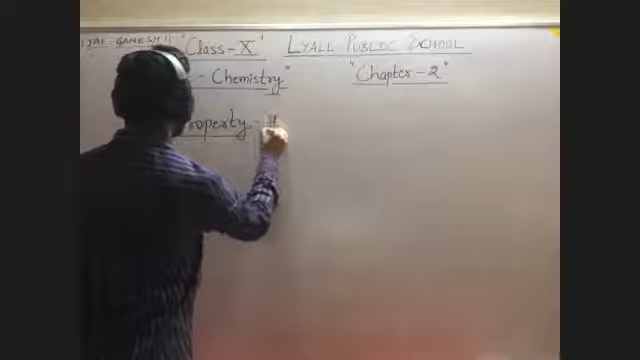 JAI GANESH !! "Class-X" LYALL PUBLIC SCHOOL
- Chemistry" "Chapter-2"
roperty -